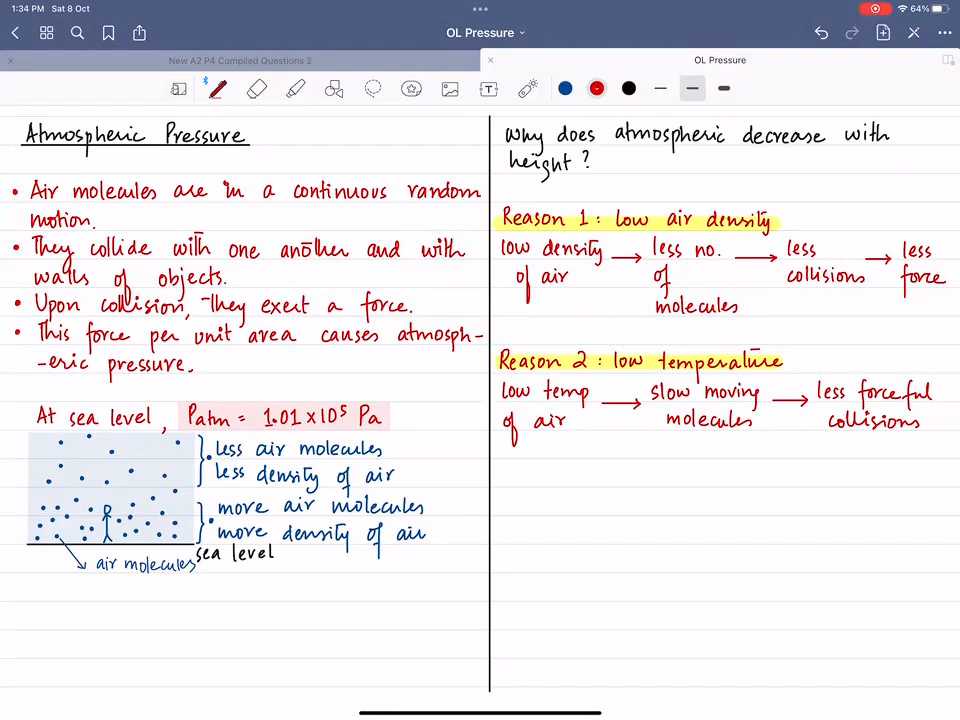 1:34 PM Sat 8 Oct
64%
OL Pressure
New A2 P4 Compiled Questions 2
OL Pressure
Atmospheric Pressure
• Air molecules are in a continuous random
motion.
• They collide with one another and with
walls of objects.
• Upon collision, They exert a force.
• This force per unit area causes atmosph-
-eric pressure.
At sea level, Patm = 1.01 × 10⁵ Pa
• less air molecules
less density of air
• more air molecules
more density of air
sea level
air molecules
Why does atmospheric decrease with
height?
Reason 1: low air density
low density → less no. → less → less
of air of collisions force
molecules
Reason 2: low temperature
low temp → slow moving → less forceful
of air molecules collisions